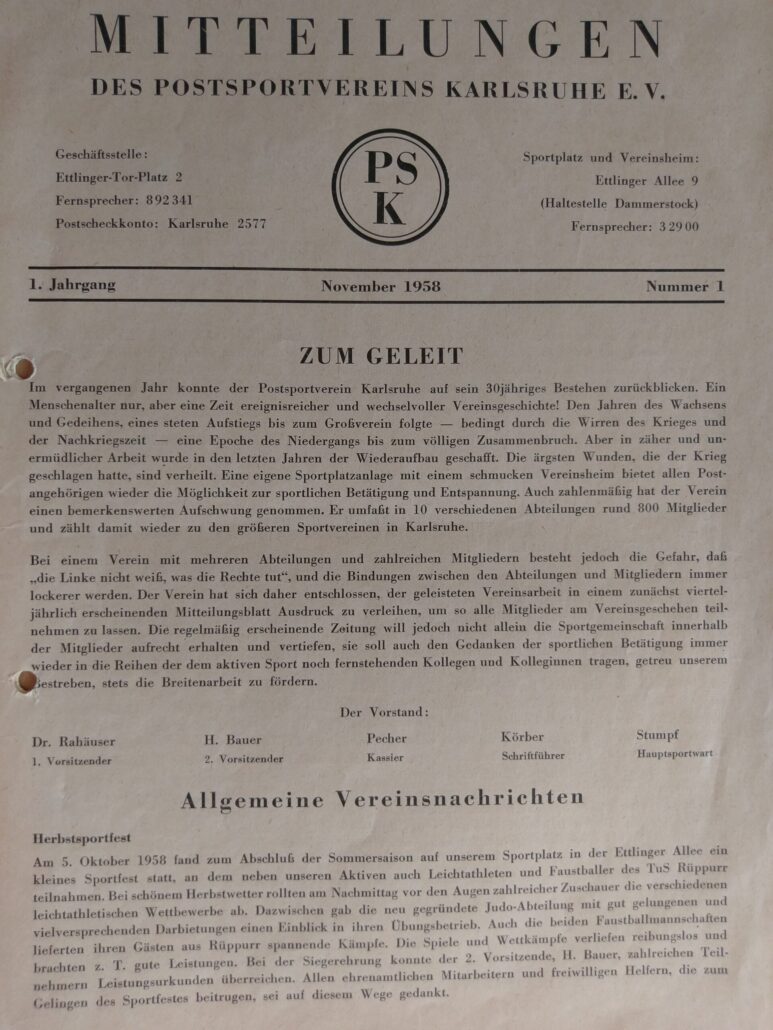 MITTEILUNGEN
DES POSTSPORTVEREINS KARLSRUHE E. V.
Geschäftsstelle:
Ettlinger-Tor-Platz 2
Fernsprecher: 892341
Postscheckkonto: Karlsruhe 2577
PS
K
Sportplatz und Vereinsheim:
Ettlinger Allee 9
(Haltestelle Dammerstock)
Fernsprecher: 32900
1. Jahrgang November 1958 Nummer 1
ZUM GELEIT
Im vergangenen Jahr konnte der Postsportverein Karlsruhe auf sein 30jähriges Bestehen zurückblicken. Ein
Menschenalter nur, aber eine Zeit ereignisreicher und wechselvoller Vereinsgeschichte! Den Jahren des Wachsens
und Gedeihens, eines steten Aufstiegs bis zum Großverein folgte — bedingt durch die Wirren des Krieges und
der Nachkriegszeit — eine Epoche des Niedergangs bis zum völligen Zusammenbruch. Aber in zäher und un-
ermüdlicher Arbeit wurde in den letzten Jahren der Wiederaufbau geschafft. Die ärgsten Wunden, die der Krieg
geschlagen hatte, sind verheilt. Eine eigene Sportplatzanlage mit einem schmucken Vereinsheim bietet allen Post-
angehörigen wieder die Möglichkeit zur sportlichen Betätigung und Entspannung. Auch zahlenmäßig hat der Verein
einen bemerkenswerten Aufschwung genommen. Er umfaßt in 10 verschiedenen Abteilungen rund 800 Mitglieder
und zählt damit wieder zu den größeren Sportvereinen in Karlsruhe.
Bei einem Verein mit mehreren Abteilungen und zahlreichen Mitgliedern besteht jedoch die Gefahr, daß
„die Linke nicht weiß, was die Rechte tut“, und die Bindungen zwischen den Abteilungen und Mitgliedern immer
lockerer werden. Der Verein hat sich daher entschlossen, der geleisteten Vereinsarbeit in einem zunächst viertel-
jährlich erscheinenden Mitteilungsblatt Ausdruck zu verleihen, um so alle Mitglieder am Vereinsgeschehen teil-
nehmen zu lassen. Die regelmäßig erscheinende Zeitung will jedoch nicht allein die Sportgemeinschaft innerhalb
der Mitglieder aufrecht erhalten und vertiefen, sie soll auch den Gedanken der sportlichen Betätigung immer
wieder in die Reihen der dem aktiven Sport noch fernstehenden Kollegen und Kolleginnen tragen, getreu unserem
Bestreben, stets die Breitenarbeit zu fördern.
Der Vorstand:
Dr. Rahäuser H. Bauer Pecher Körber Stumpf
1. Vorsitzender 2. Vorsitzender Kassier Schriftführer Hauptsportwart
Allgemeine Vereinsnachrichten
Herbstsportfest
Am 5. Oktober 1958 fand zum Abschluß der Sommersaison auf unserem Sportplatz in der Ettlinger Allee ein
kleines Sportfest statt, an dem neben unseren Aktiven auch Leichtathleten und Faustballer des TuS Rüppurr
teilnahmen. Bei schönem Herbstwetter rollten am Nachmittag vor den Augen zahlreicher Zuschauer die verschiedenen
leichtathletischen Wettbewerbe ab. Dazwischen gab die neu gegründete Judo-Abteilung mit gut gelungenen und
vielversprechenden Darbietungen einen Einblick in ihren Übungsbetrieb. Auch die beiden Faustballmannschaften
lieferten ihren Gästen aus Rüppurr spannende Kämpfe. Die Spiele und Wettkämpfe verliefen reibungslos und
brachten z. T. gute Leistungen. Bei der Siegerehrung konnte der 2. Vorsitzende, H. Bauer, zahlreichen Teil-
nehmern Leistungsurkunden überreichen. Allen ehrenamtlichen Mitarbeitern und freiwilligen Helfern, die zum
Gelingen des Sportfestes beitrugen, sei auf diesem Wege gedankt.